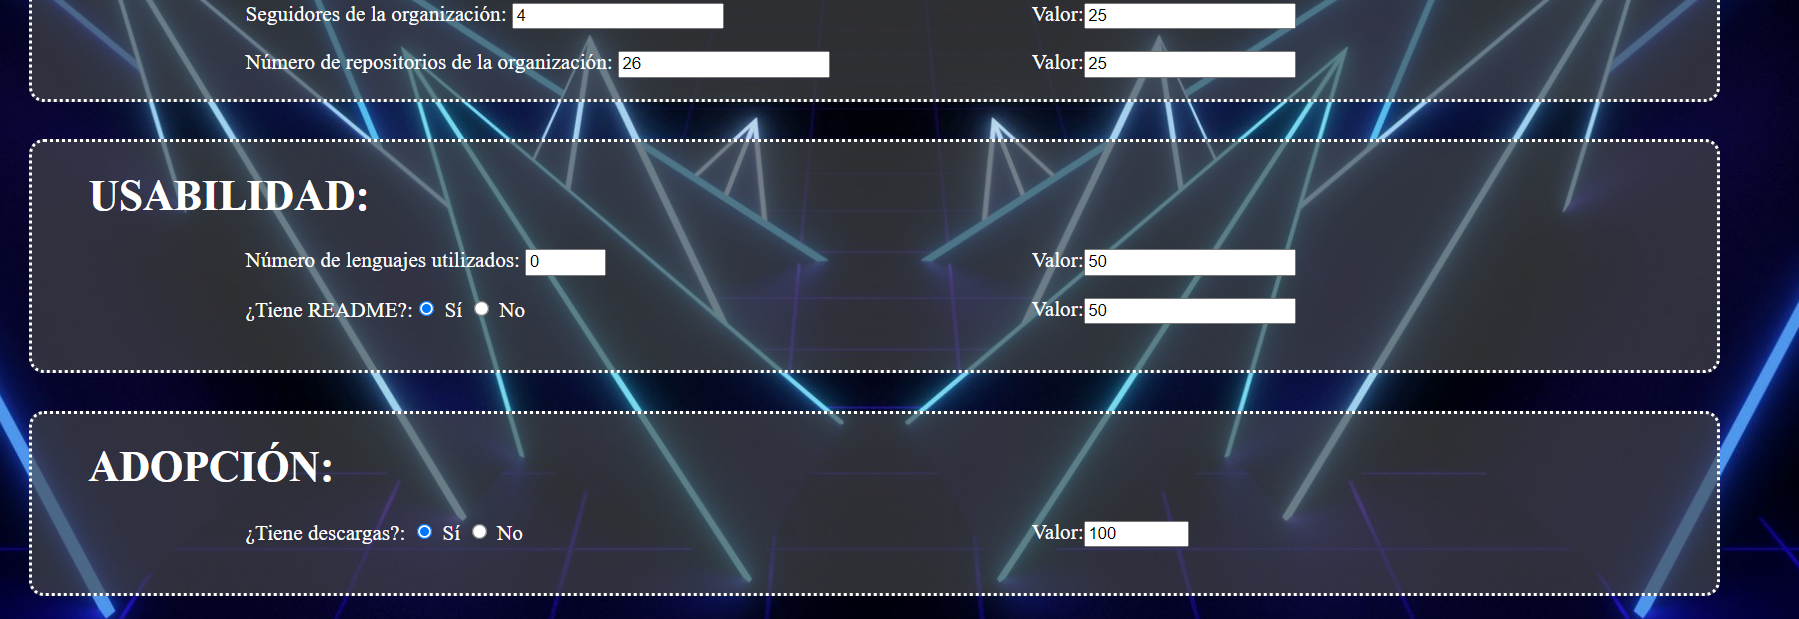 Seguidores de la organización: 4 Valor: 25
Número de repositorios de la organización: 26 Valor: 25
USABILIDAD:
Número de lenguajes utilizados: 0 Valor: 50
¿Tiene README?: Sí No Valor: 50
ADOPCIÓN:
¿Tiene descargas?: Sí No Valor: 100